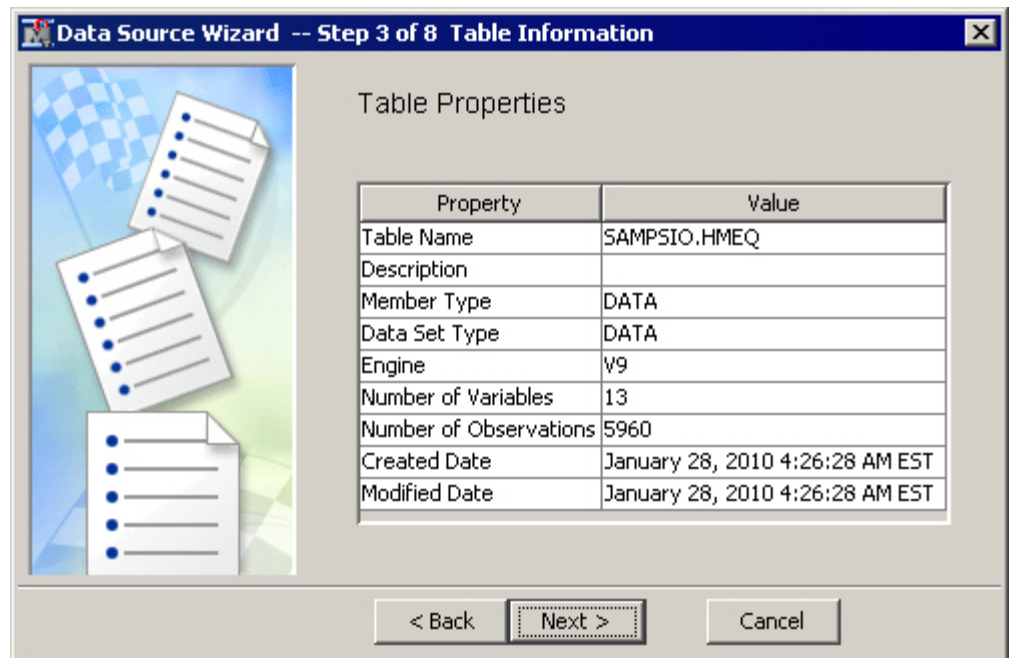 Data Source Wizard -- Step 3 of 8 Table Information
Table Properties
Property Value
Table Name SAMPSIO.HMEQ
Description
Member Type DATA
Data Set Type DATA
Engine V9
Number of Variables 13
Number of Observations 5960
Created Date January 28, 2010 4:26:28 AM EST
Modified Date January 28, 2010 4:26:28 AM EST
< Back Next > Cancel